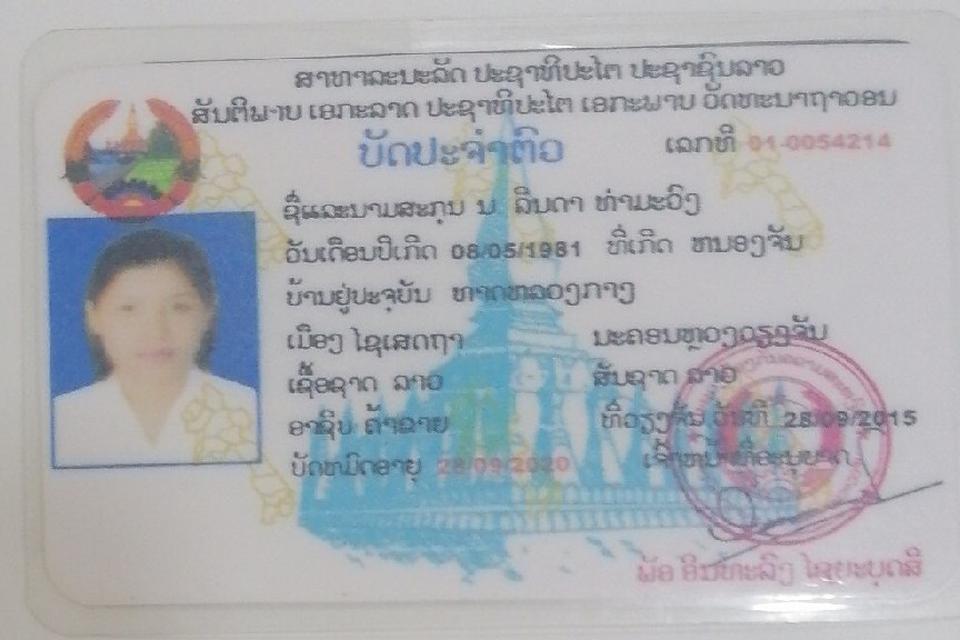 ສາທາລະນະລັດ ປະຊາທິປະໄຕ ປະຊາຊົນລາວ
ສັນຕິພາບ ເອກະລາດ ປະຊາທິປະໄຕ ເອກະພາບ ວັດທະນາຖາວອນ
ບັດປະຈຳຕົວ ເລກທີ 01-0054214
ຊື່ແລະນາມສະກຸນ ນ ລິນດາ ທຳມະວົງ
ວັນເດືອນປີເກີດ 08/05/1981 ທີ່ເກີດ ຫນອງຈັນ
ບ້ານຢູ່ປະຈຸບັນ ທາດຫລວງກາງ
ເມືອງ ໄຊເສດຖາ ນະຄອນຫຼວງວຽງຈັນ
ເຊື້ອຊາດ ລາວ ສັນຊາດ ລາວ
ອາຊິບ ຄ້າຂາຍ ທີ່ວຽງຈັນ ວັນທີ 28/09/2015
ບັດຫມົດອາຍຸ 28/09/2020 ເຈົ້າຫນ້າທີ່ອະນຸຍາດ
ພັອ ອິນທະລົງ ໄຊຍະບຸດສີ